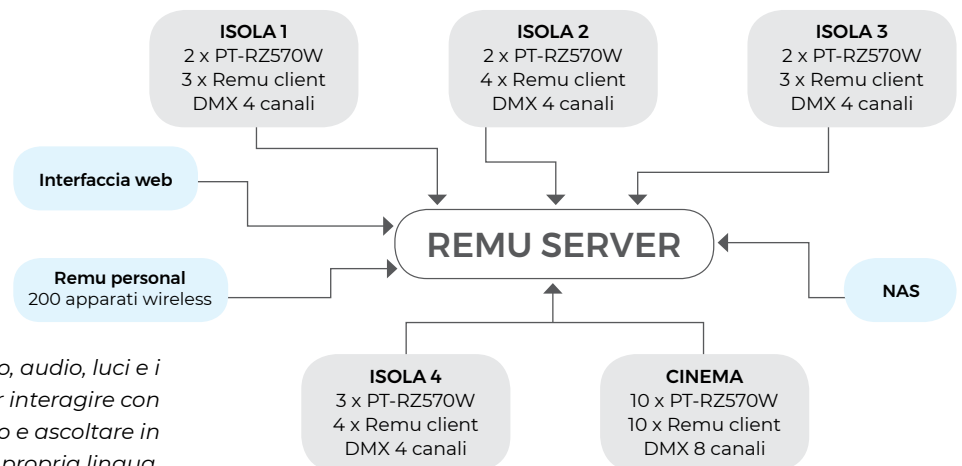 ISOLA 1
2 x PT-RZ570W
3 x Remu client
DMX 4 canali
ISOLA 2
2 x PT-RZ570W
4 x Remu client
DMX 4 canali
ISOLA 3
2 x PT-RZ570W
3 x Remu client
DMX 4 canali
Interfaccia web
REMU SERVER
Remu personal
200 apparati wireless
NAS
o, audio, luci e i
r interagire con
o e ascoltare in
propria lingua.
ISOLA 4
3 x PT-RZ570W
4 x Remu client
DMX 4 canali
CINEMA
10 x PT-RZ570W
10 x Remu client
DMX 8 canali